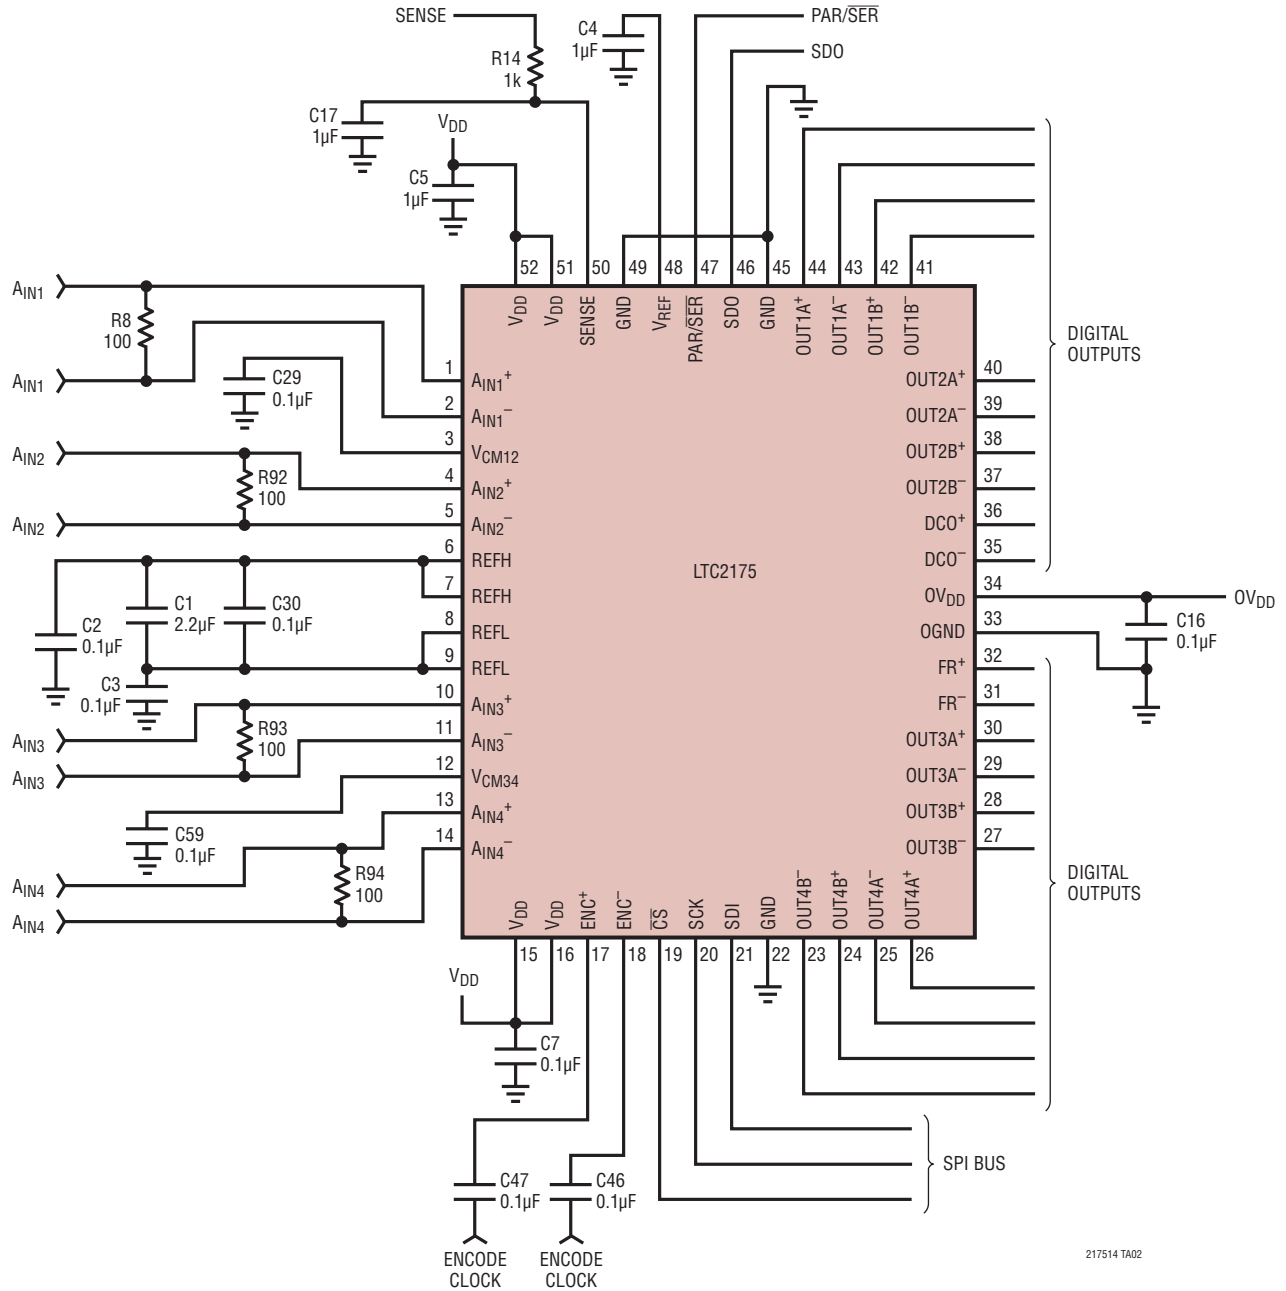 SENSE
R14
1k
C4
1µF
PAR/SER
SDO
C17
1µF
VDD
C5
1µF
52 51 50 49 48 47 46 45 44 43 42 41
VDD
VDD
SENSE
GND
VREF
PAR/SER
SDO
GND
OUT1A+
OUT1A–
OUT1B+
OUT1B–
DIGITAL
OUTPUTS
AIN1
R8
100
AIN1
C29
0.1µF
AIN2
R92
100
AIN2
C2
0.1µF
C1
2.2µF
C30
0.1µF
C3
0.1µF
AIN3
R93
100
AIN3
C59
0.1µF
AIN4
R94
100
AIN4
1 AIN1+
2 AIN1–
3 VCM12
4 AIN2+
5 AIN2–
6 REFH
7 REFH
8 REFL
9 REFL
10 AIN3+
11 AIN3–
12 VCM34
13 AIN4+
14 AIN4–
LTC2175
OUT2A+ 40
OUT2A– 39
OUT2B+ 38
OUT2B– 37
DCO+ 36
DCO– 35
OVDD 34
OGND 33
FR+ 32
FR– 31
OUT3A+ 30
OUT3A– 29
OUT3B+ 28
OUT3B– 27
OVDD
C16
0.1µF
DIGITAL
OUTPUTS
VDD
VDD
ENC+
ENC–
CS
SCK
SDI
GND
OUT4B–
OUT4B+
OUT4A–
OUT4A+
15 16 17 18 19 20 21 22 23 24 25 26
VDD
C7
0.1µF
C47
0.1µF
C46
0.1µF
SPI BUS
ENCODE
CLOCK
ENCODE
CLOCK
217514 TA02